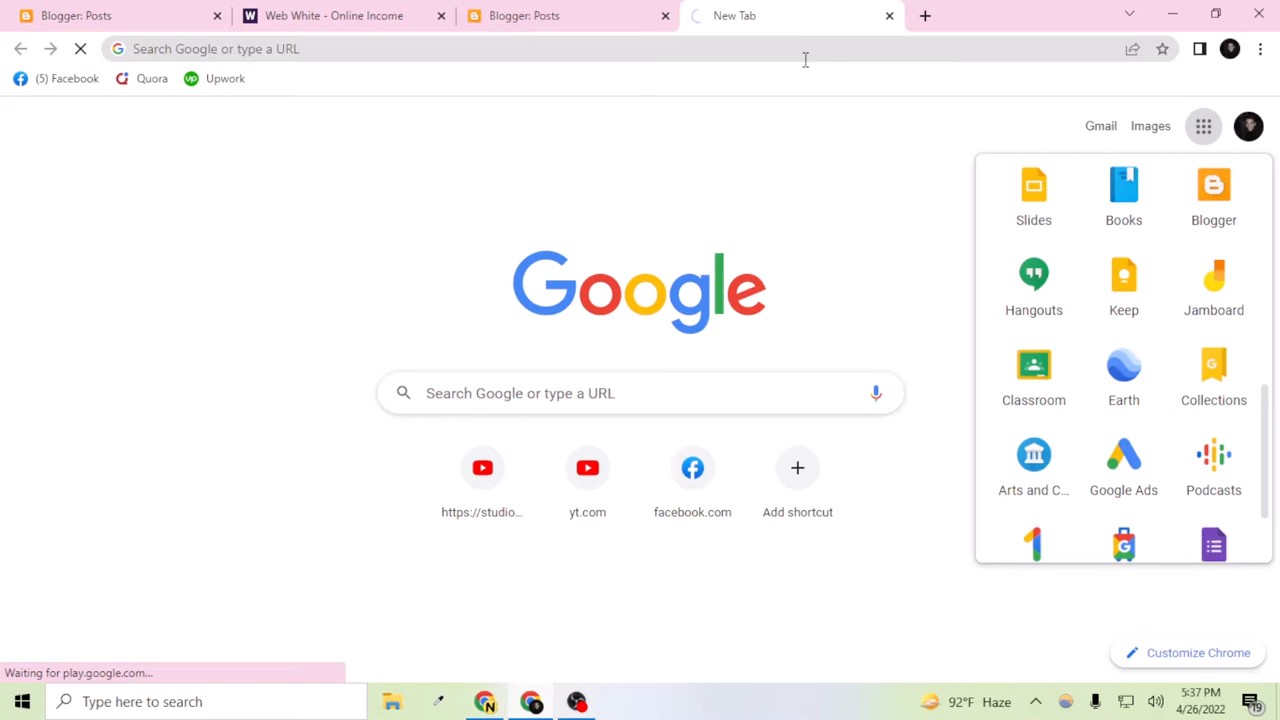 Blogger: Posts
Web White - Online Income
Blogger: Posts
New Tab
Search Google or type a URL
(5) Facebook
Quora
Upwork
Gmail
Images
Slides
Books
Blogger
Hangouts
Keep
Jamboard
Classroom
Earth
Collections
Arts and C...
Google Ads
Podcasts
Google
Search Google or type a URL
https://studio...
yt.com
facebook.com
Add shortcut
Customize Chrome
Waiting for play.google.com...
Type here to search
92°F Haze
5:37 PM
4/26/2022
19